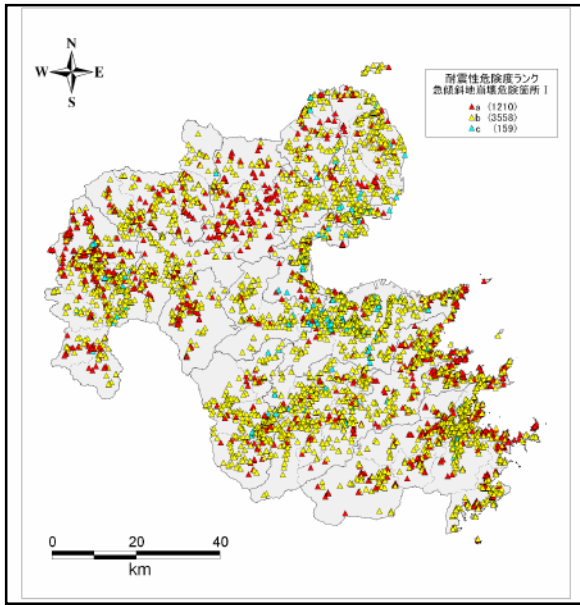 N
W E
S
耐震性危険度ランク
急傾斜地崩壊危険箇所 I
a (1210)
b (3558)
c (159)
0 20 40
km